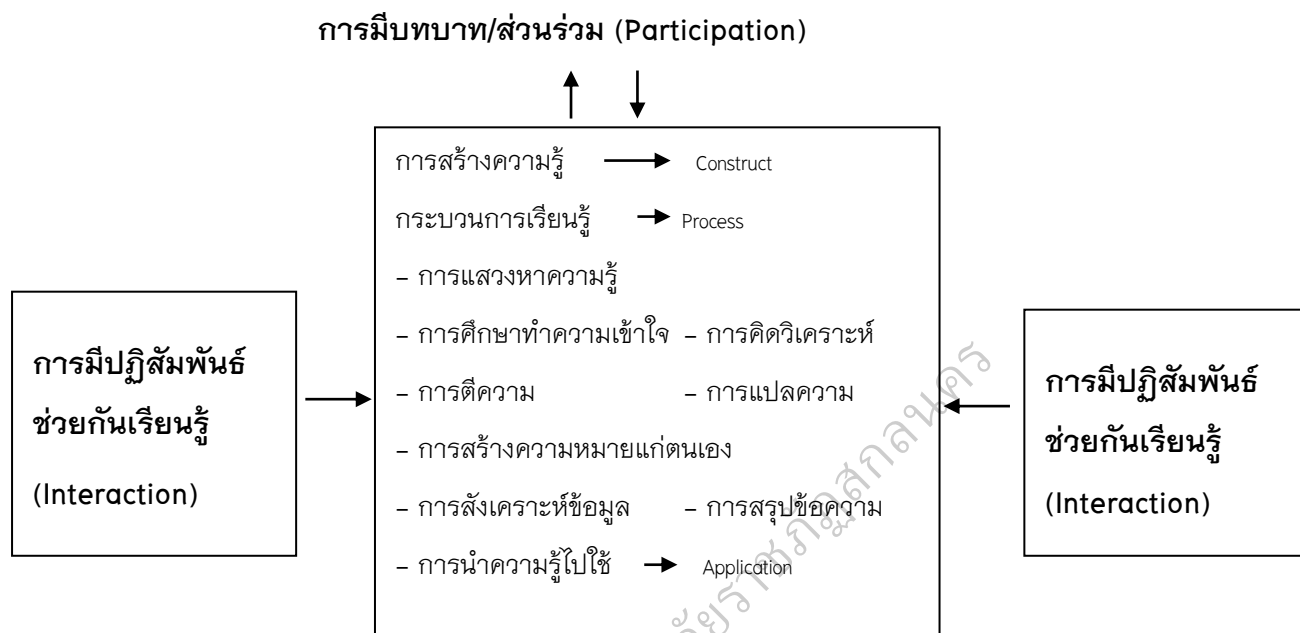 การมีบทบาท/ส่วนร่วม (Participation)
การสร้างความรู้ Construct
กระบวนการเรียนรู้ Process
– การแสวงหาความรู้
– การศึกษาทำความเข้าใจ – การคิดวิเคราะห์
– การตีความ – การแปลความ
– การสร้างความหมายแก่ตนเอง
– การสังเคราะห์ข้อมูล – การสรุปข้อความ
– การนำความรู้ไปใช้ Application
การมีปฏิสัมพันธ์
ช่วยกันเรียนรู้
(Interaction)
การมีปฏิสัมพันธ์
ช่วยกันเรียนรู้
(Interaction)
ราชภัฏสกลนคร